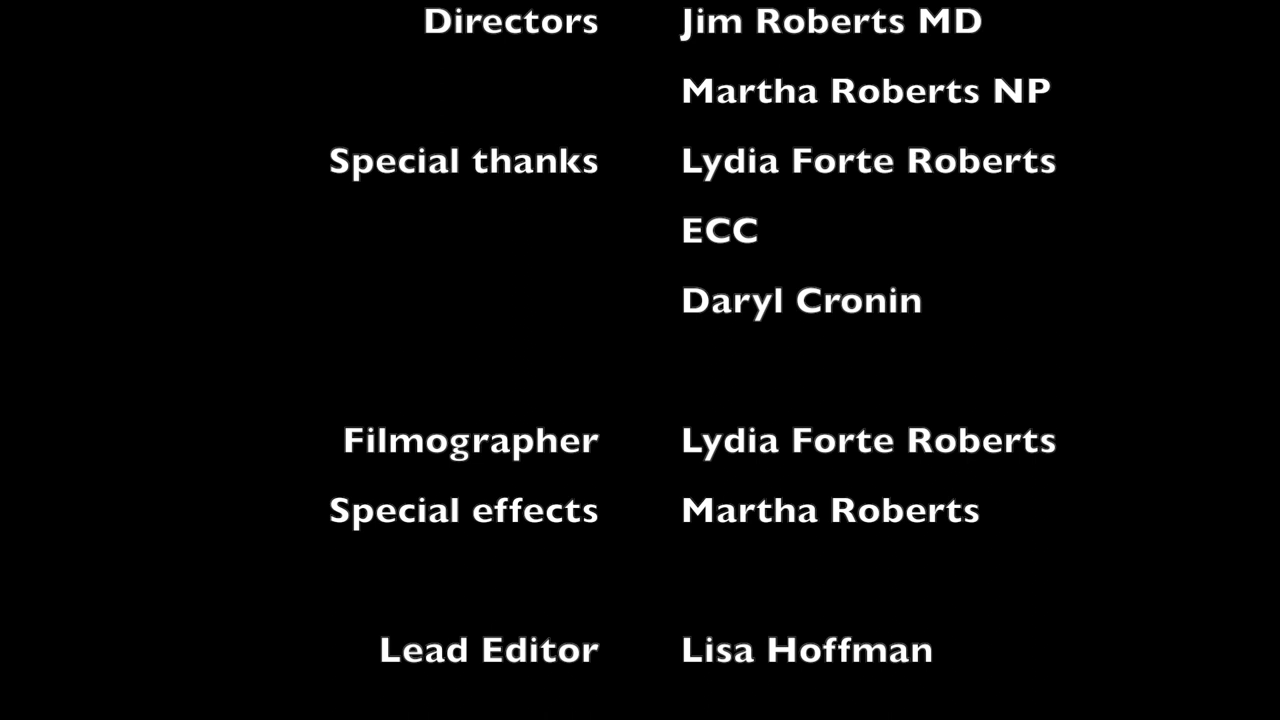 Directors Jim Roberts MD
Martha Roberts NP
Special thanks Lydia Forte Roberts
ECC
Daryl Cronin
Filmographer Lydia Forte Roberts
Special effects Martha Roberts
Lead Editor Lisa Hoffman